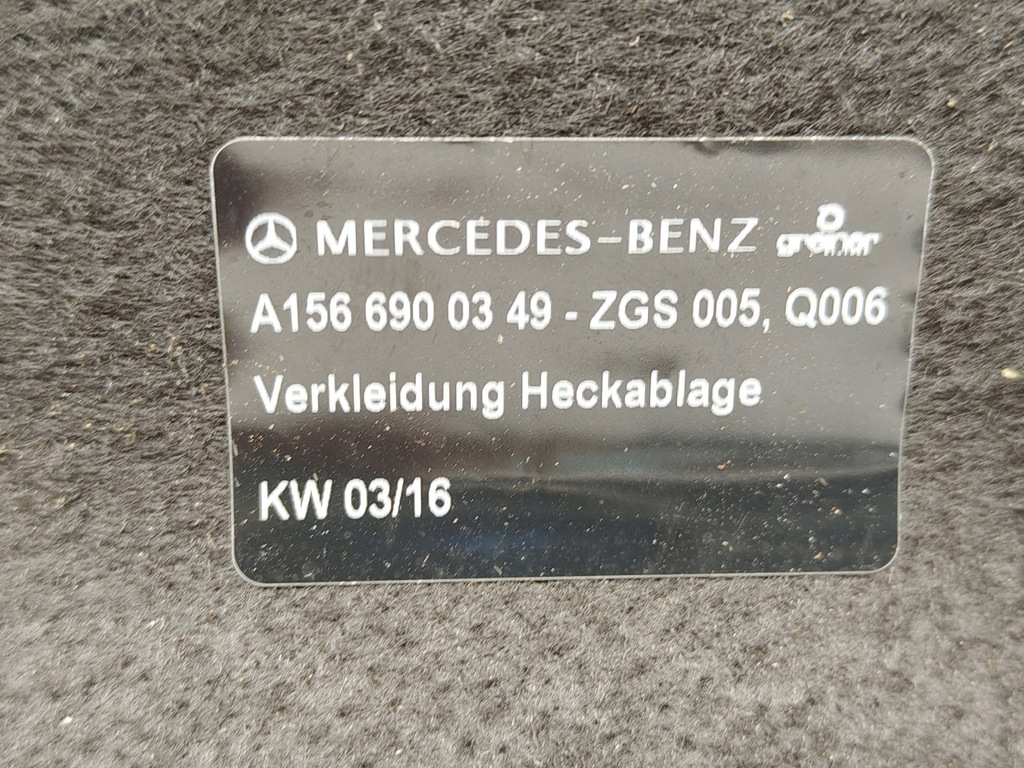 MERCEDES-BENZ greiner
A156 690 03 49 - ZGS 005, Q006
Verkleidung Heckablage
KW 03/16